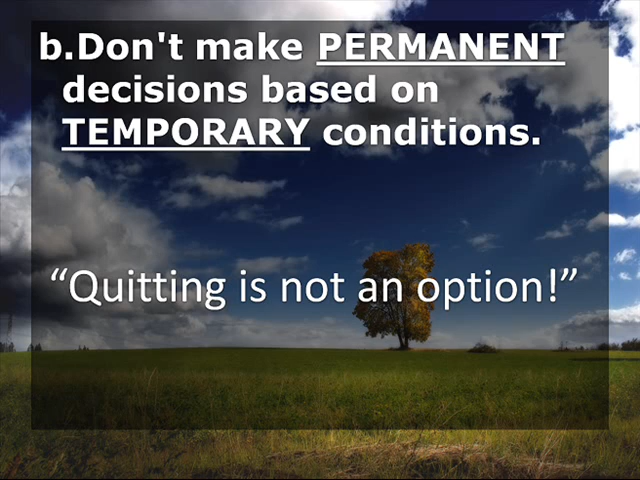 b.Don't make PERMANENT
decisions based on
TEMPORARY conditions.
“Quitting is not an option!”